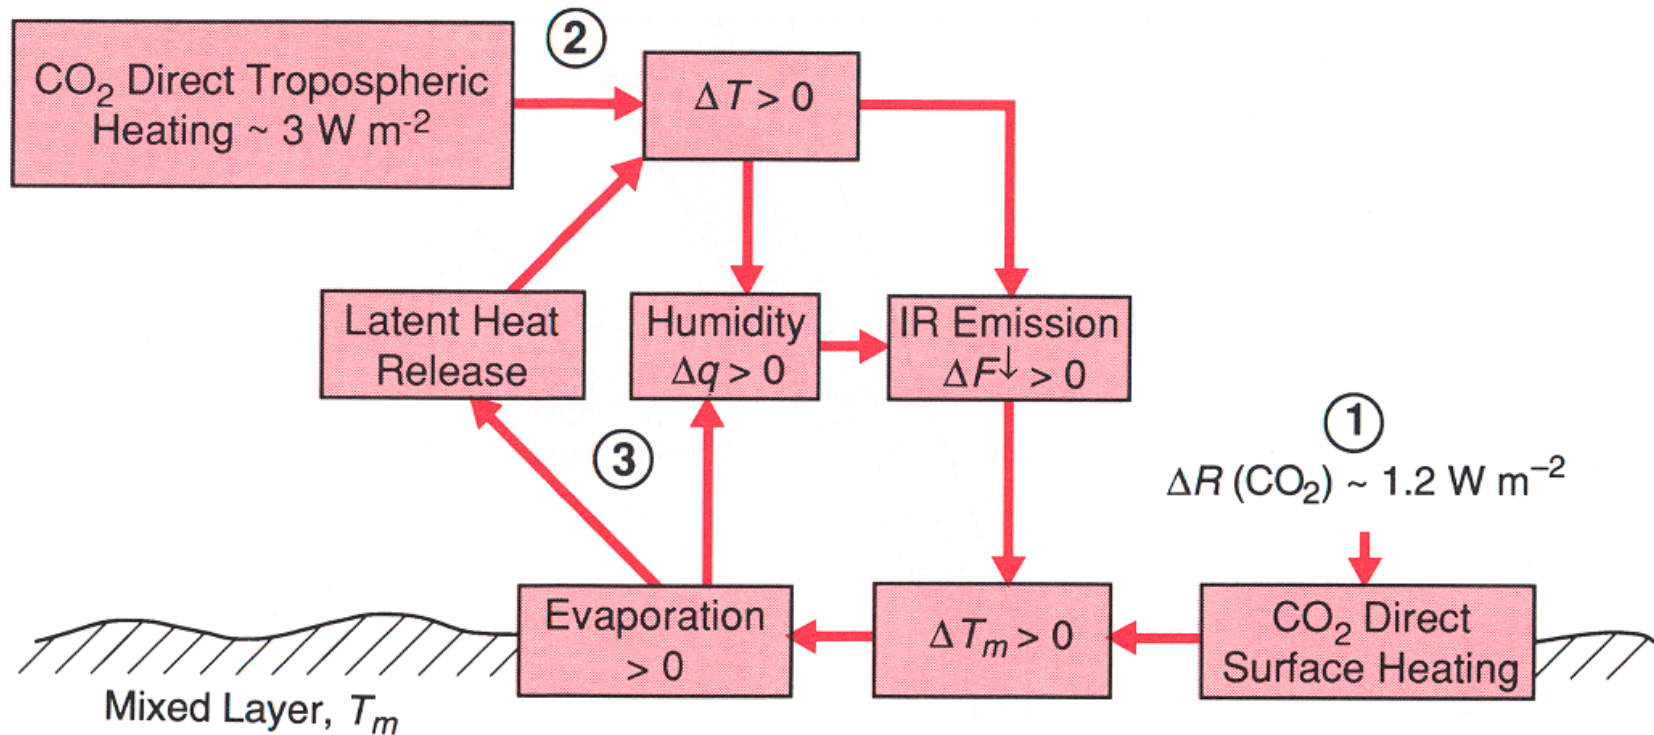 ②
CO₂ Direct Tropospheric
Heating ~ 3 W m⁻²
ΔT > 0
Latent Heat
Release
Humidity
Δq > 0
IR Emission
ΔF↓ > 0
③
①
ΔR (CO₂) ~ 1.2 W m⁻²
Evaporation
> 0
ΔTₘ > 0
CO₂ Direct
Surface Heating
Mixed Layer, Tₘ